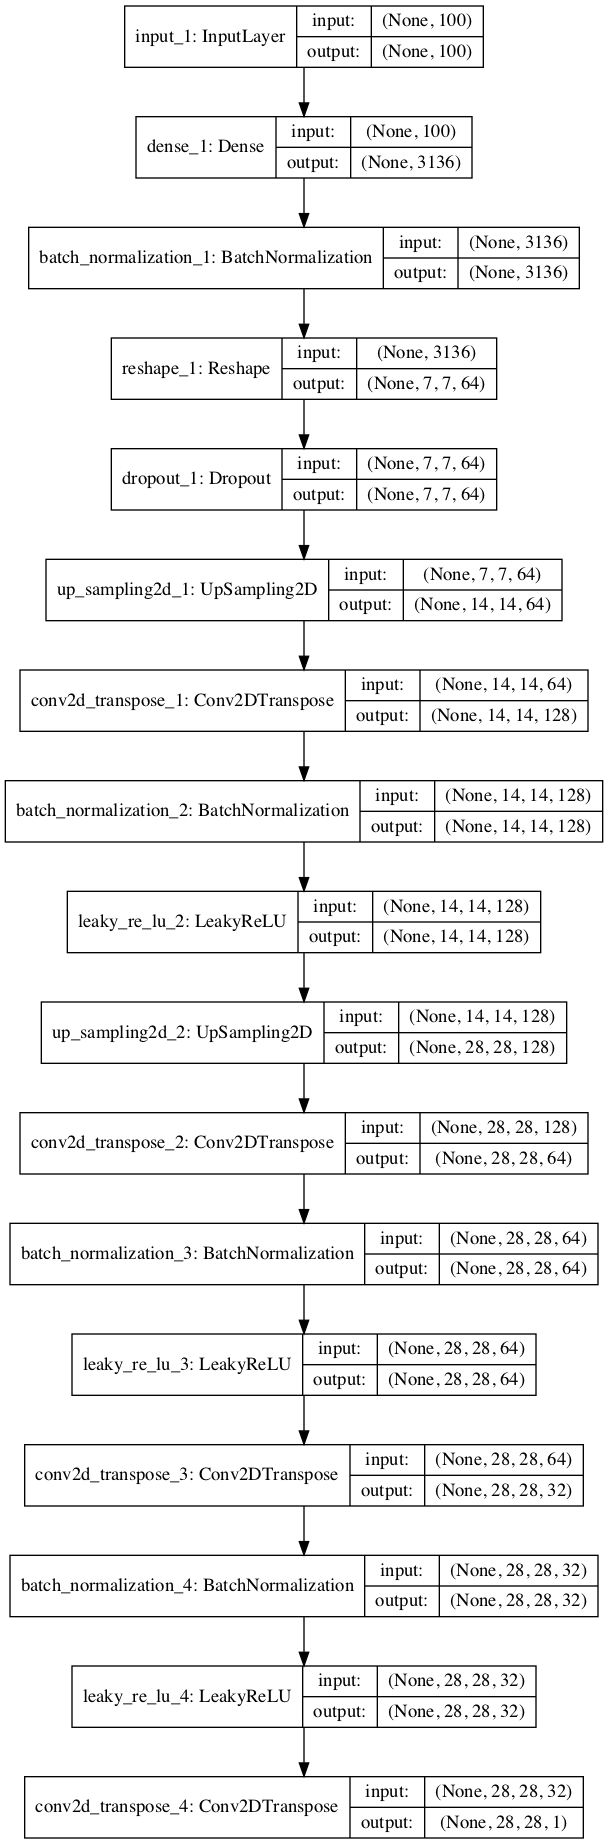 input_1: InputLayer
input: (None, 100)
output: (None, 100)
dense_1: Dense
input: (None, 100)
output: (None, 3136)
batch_normalization_1: BatchNormalization
input: (None, 3136)
output: (None, 3136)
reshape_1: Reshape
input: (None, 3136)
output: (None, 7, 7, 64)
dropout_1: Dropout
input: (None, 7, 7, 64)
output: (None, 7, 7, 64)
up_sampling2d_1: UpSampling2D
input: (None, 7, 7, 64)
output: (None, 14, 14, 64)
conv2d_transpose_1: Conv2DTranspose
input: (None, 14, 14, 64)
output: (None, 14, 14, 128)
batch_normalization_2: BatchNormalization
input: (None, 14, 14, 128)
output: (None, 14, 14, 128)
leaky_re_lu_2: LeakyReLU
input: (None, 14, 14, 128)
output: (None, 14, 14, 128)
up_sampling2d_2: UpSampling2D
input: (None, 14, 14, 128)
output: (None, 28, 28, 128)
conv2d_transpose_2: Conv2DTranspose
input: (None, 28, 28, 128)
output: (None, 28, 28, 64)
batch_normalization_3: BatchNormalization
input: (None, 28, 28, 64)
output: (None, 28, 28, 64)
leaky_re_lu_3: LeakyReLU
input: (None, 28, 28, 64)
output: (None, 28, 28, 64)
conv2d_transpose_3: Conv2DTranspose
input: (None, 28, 28, 64)
output: (None, 28, 28, 32)
batch_normalization_4: BatchNormalization
input: (None, 28, 28, 32)
output: (None, 28, 28, 32)
leaky_re_lu_4: LeakyReLU
input: (None, 28, 28, 32)
output: (None, 28, 28, 32)
conv2d_transpose_4: Conv2DTranspose
input: (None, 28, 28, 32)
output: (None, 28, 28, 1)